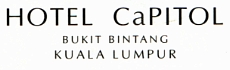 HOTEL CaPITOL
BUKIT BINTANG
KUALA LUMPUR